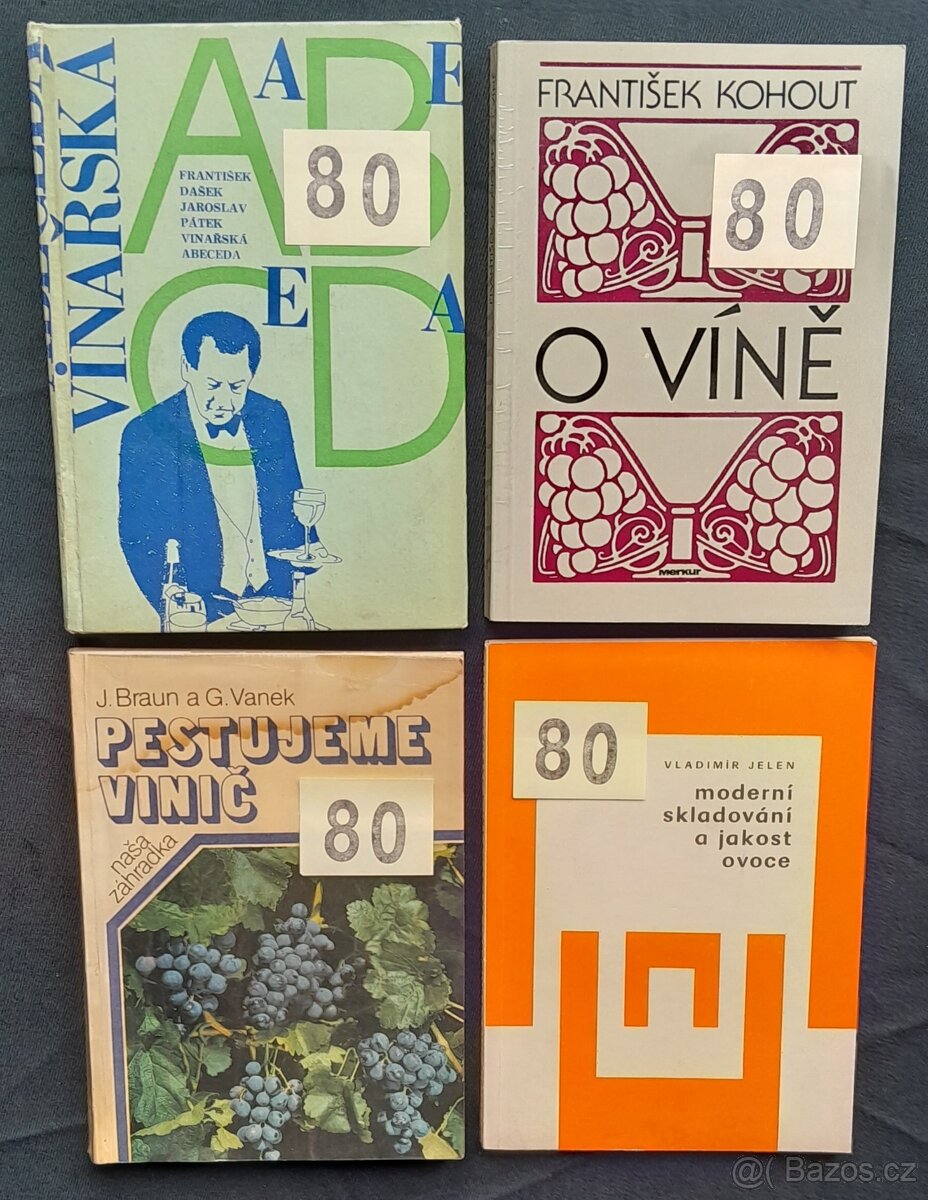 VINAŘSKÁ
A
B
C
D
A
E
E
A
80
FRANTIŠEK
DAŠEK
JAROSLAV
PÁTEK
VINAŘSKÁ
ABECEDA
FRANTIŠEK KOHOUT
80
O VÍNĚ
Merkur
J. Braun a G. Vanek
PESTUJEME
VINIČ
naša
záhradka
80
80
VLADIMÍR JELEN
moderní
skladování
a jakost
ovoce
@( Bazos.cz